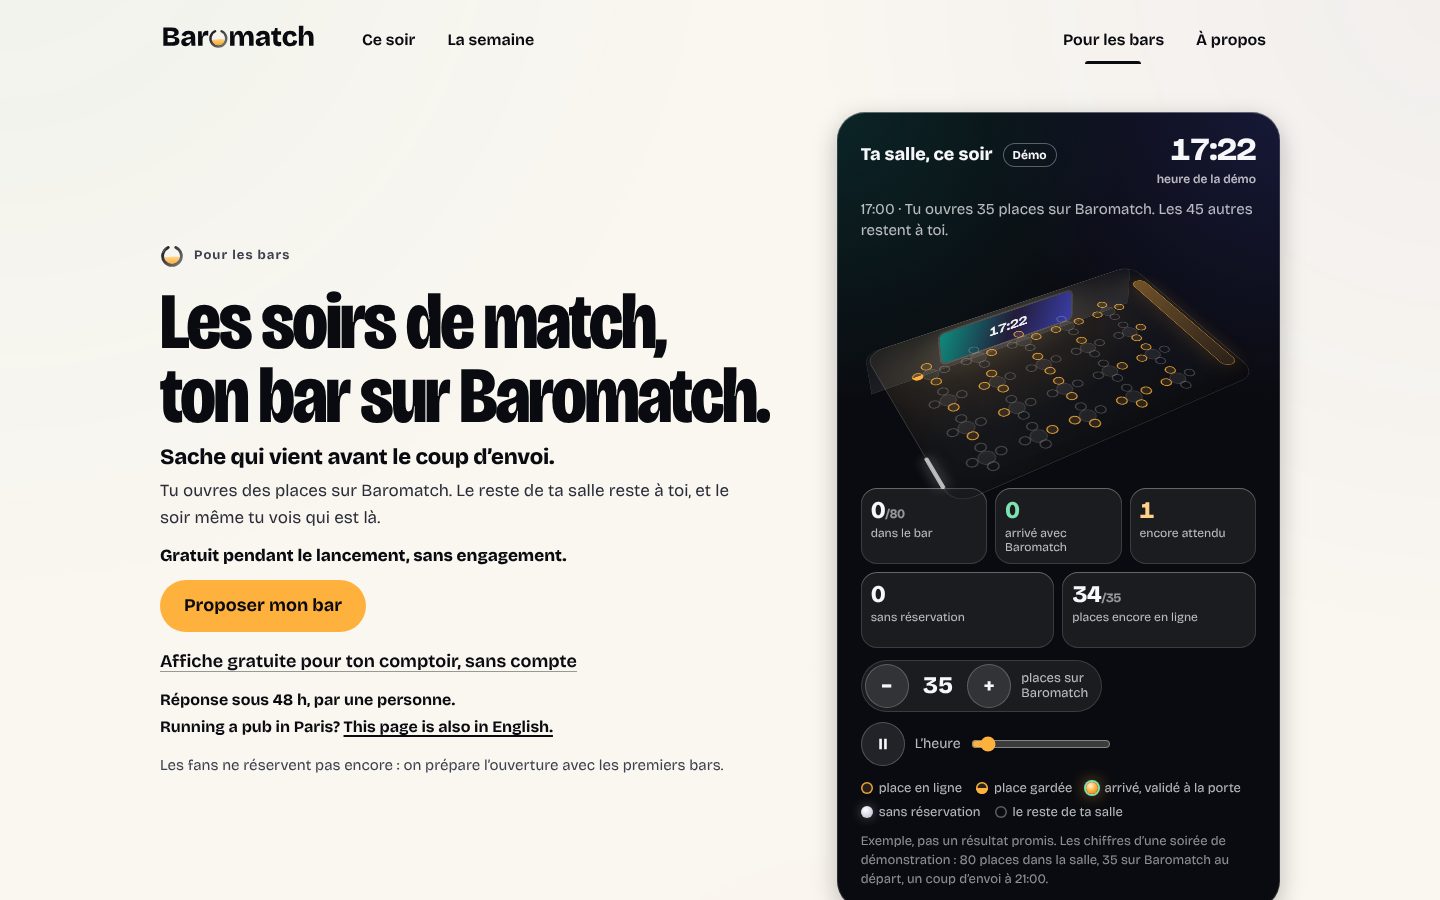 Baromatch
Ce soir
La semaine
Pour les bars
À propos
Pour les bars
Les soirs de match,
ton bar sur Baromatch.
Sache qui vient avant le coup d’envoi.
Tu ouvres des places sur Baromatch. Le reste de ta salle reste à toi, et le
soir même tu vois qui est là.
Gratuit pendant le lancement, sans engagement.
Proposer mon bar
Affiche gratuite pour ton comptoir, sans compte
Réponse sous 48 h, par une personne.
Running a pub in Paris? This page is also in English.
Les fans ne réservent pas encore : on prépare l’ouverture avec les premiers bars.
Ta salle, ce soir
Démo
17:22
heure de la démo
17:00 · Tu ouvres 35 places sur Baromatch. Les 45 autres
restent à toi.
17:22
0/80
dans le bar
0
arrivé avec
Baromatch
1
encore attendu
0
sans réservation
34/35
places encore en ligne
− 35 +
places sur
Baromatch
L’heure
place en ligne
place gardée
arrivé, validé à la porte
sans réservation
le reste de ta salle
Exemple, pas un résultat promis. Les chiffres d’une soirée de
démonstration : 80 places dans la salle, 35 sur Baromatch au
départ, un coup d’envoi à 21:00.